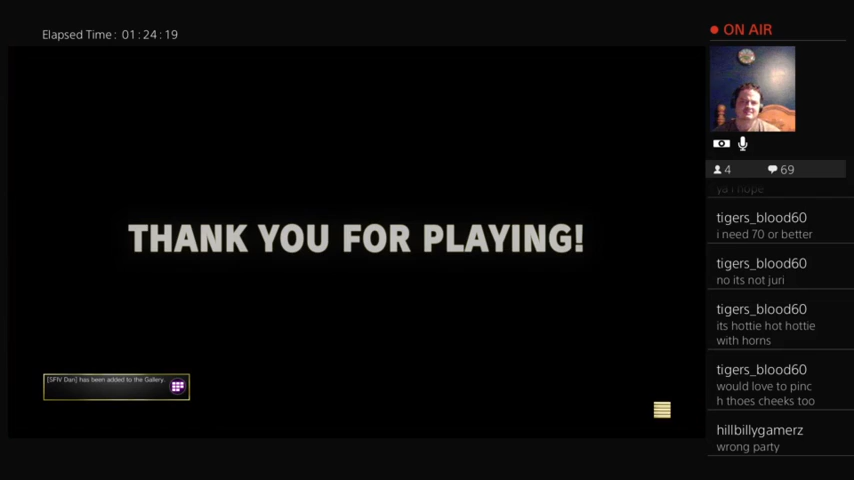 Elapsed Time: 01:24:19
ON AIR
4
69
ya i hope
tigers_blood60
i need 70 or better
tigers_blood60
no its not juri
THANK YOU FOR PLAYING!
tigers_blood60
its hottie hot hottie
with horns
tigers_blood60
would love to pinc
h thoes cheeks too
[SFIV Dan] has been added to the Gallery.
hillbillygamerz
wrong party